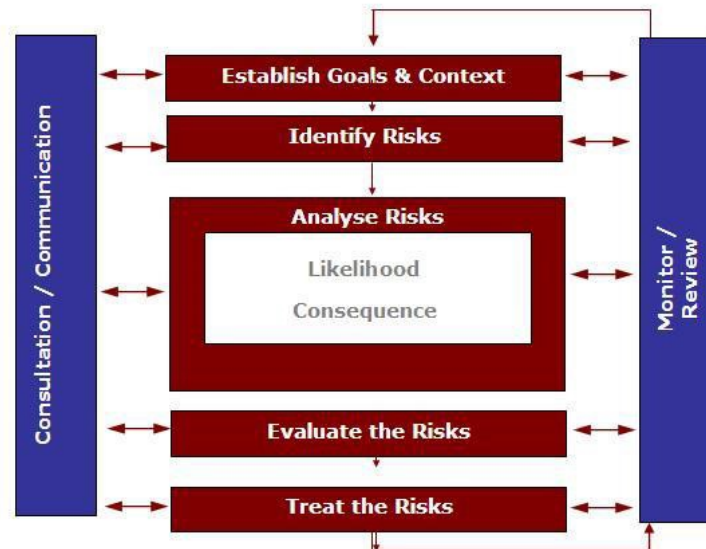 Establish Goals & Context
Identify Risks
Analyse Risks
Likelihood
Consequence
Evaluate the Risks
Treat the Risks
Consultation / Communication
Monitor /
Review